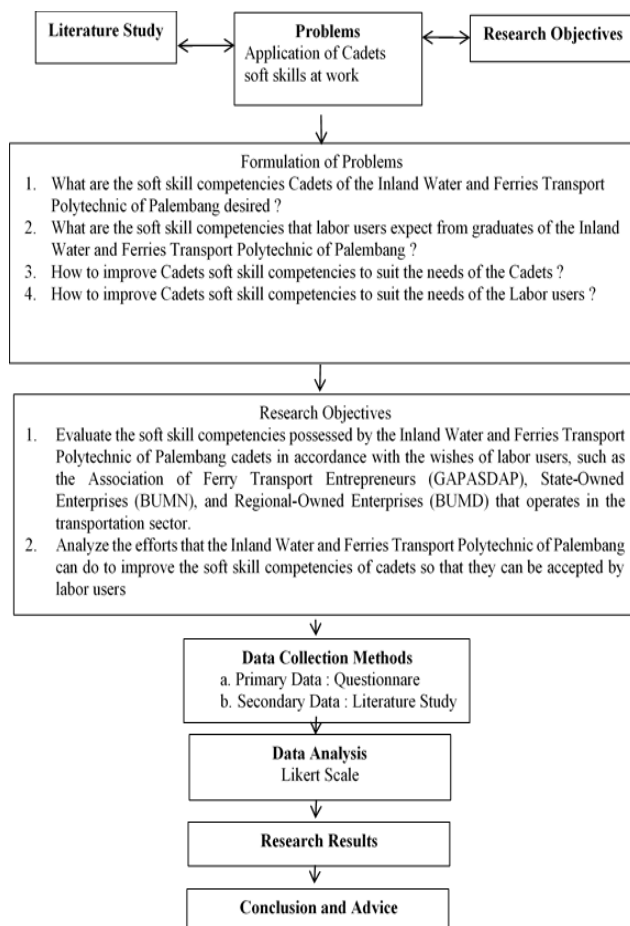 Literature Study
Problems
Application of Cadets
soft skills at work
Research Objectives
Formulation of Problems
1. What are the soft skill competencies Cadets of the Inland Water and Ferries Transport
Polytechnic of Palembang desired ?
2. What are the soft skill competencies that labor users expect from graduates of the Inland
Water and Ferries Transport Polytechnic of Palembang ?
3. How to improve Cadets soft skill competencies to suit the needs of the Cadets ?
4. How to improve Cadets soft skill competencies to suit the needs of the Labor users ?
Research Objectives
1. Evaluate the soft skill competencies possessed by the Inland Water and Ferries Transport
Polytechnic of Palembang cadets in accordance with the wishes of labor users, such as
the Association of Ferry Transport Entrepreneurs (GAPASDAP), State-Owned
Enterprises (BUMN), and Regional-Owned Enterprises (BUMD) that operates in the
transportation sector.
2. Analyze the efforts that the Inland Water and Ferries Transport Polytechnic of Palembang
can do to improve the soft skill competencies of cadets so that they can be accepted by
labor users
Data Collection Methods
a. Primary Data : Questionnare
b. Secondary Data : Literature Study
Data Analysis
Likert Scale
Research Results
Conclusion and Advice